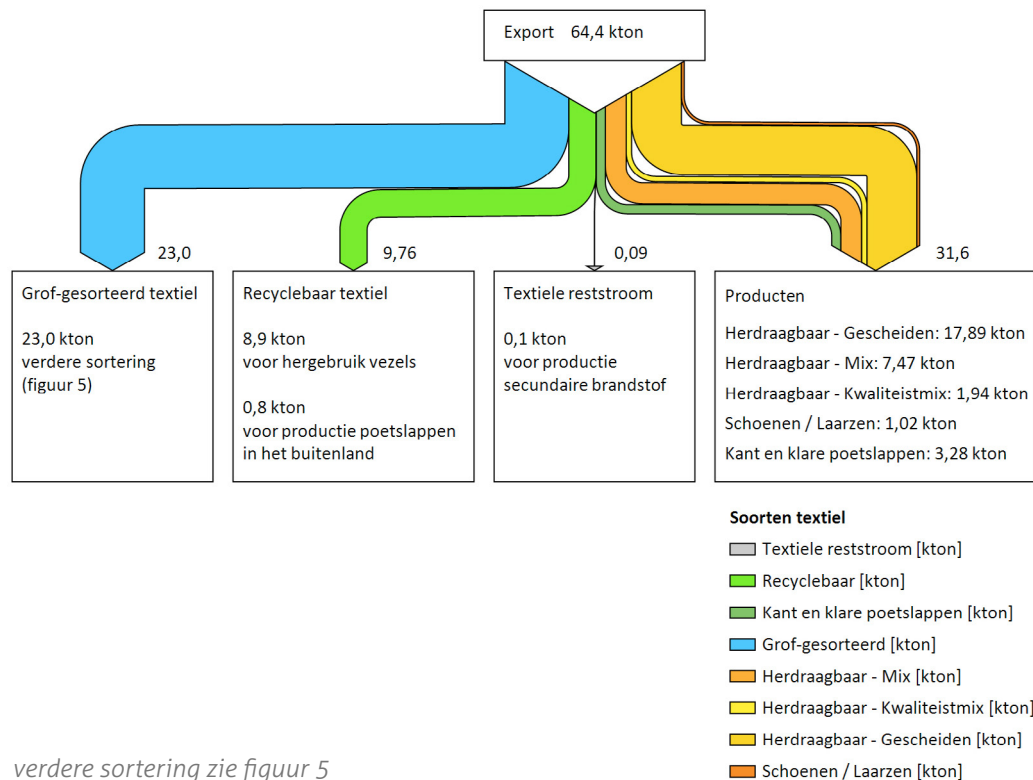 Export 64,4 kton
23,0
9,76
0,09
31,6
Grof-gesorteerd textiel
23,0 kton
verdere sortering
(figuur 5)
Recyclebaar textiel
8,9 kton
voor hergebruik vezels
0,8 kton
voor productie poetslappen
in het buitenland
Textiele reststroom
0,1 kton
voor productie
secundaire brandstof
Producten
Herdraagbaar - Gescheiden: 17,89 kton
Herdraagbaar - Mix: 7,47 kton
Herdraagbaar - Kwaliteistmix: 1,94 kton
Schoenen / Laarzen: 1,02 kton
Kant en klare poetslappen: 3,28 kton
Soorten textiel
Textiele reststroom [kton]
Recyclebaar [kton]
Kant en klare poetslappen [kton]
Grof-gesorteerd [kton]
Herdraagbaar - Mix [kton]
Herdraagbaar - Kwaliteistmix [kton]
Herdraagbaar - Gescheiden [kton]
Schoenen / Laarzen [kton]
verdere sortering zie figuur 5